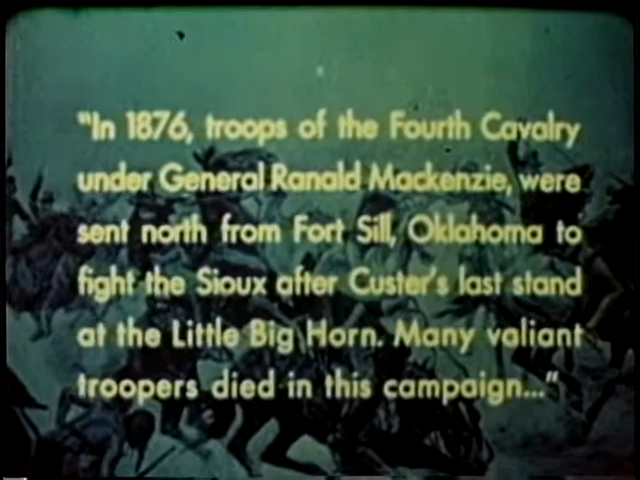 "In 1876, troops of the Fourth Cavalry
under General Ranald Mackenzie, were
sent north from Fort Sill, Oklahoma to
fight the Sioux after Custer's last stand
at the Little Big Horn. Many valiant
troopers died in this campaign..."